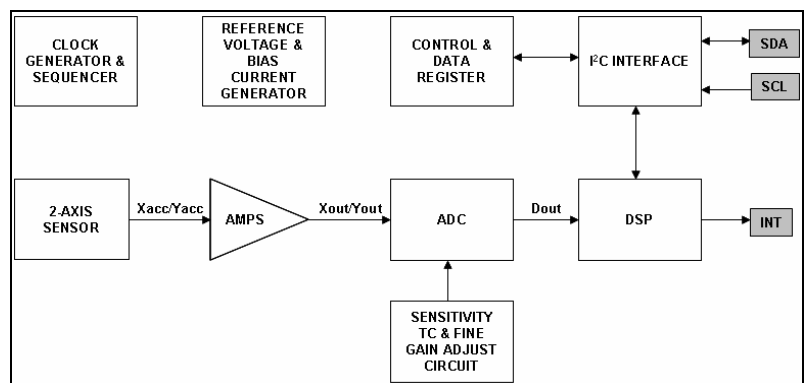 CLOCK
GENERATOR &
SEQUENCER
REFERENCE
VOLTAGE &
BIAS
CURRENT
GENERATOR
CONTROL &
DATA
REGISTER
I²C INTERFACE
SDA
SCL
2-AXIS
SENSOR
Xacc/Yacc
AMPS
Xout/Yout
ADC
Dout
DSP
INT
SENSITIVITY
TC & FINE
GAIN ADJUST
CIRCUIT